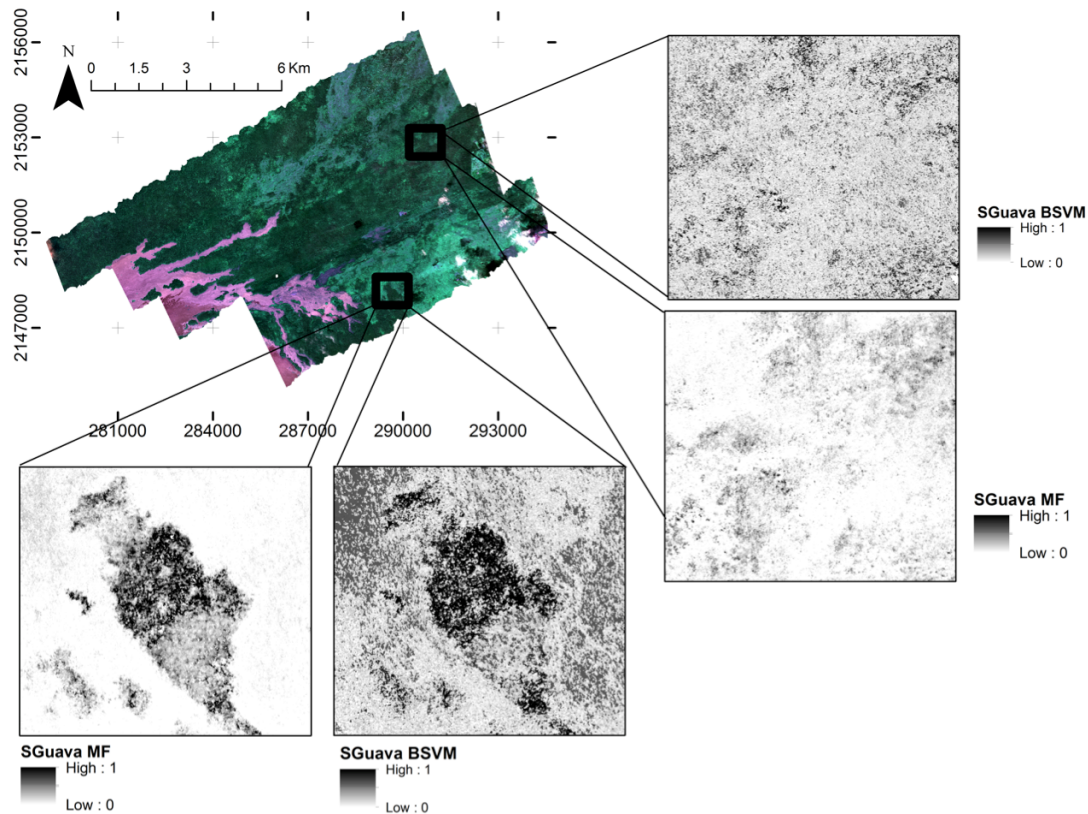 2156000
2153000
2150000
2147000
N
0 1.5 3 6 Km
281000 284000 287000 290000 293000
SGuava BSVM
High : 1
Low : 0
SGuava MF
High : 1
Low : 0
SGuava MF
High : 1
Low : 0
SGuava BSVM
High : 1
Low : 0